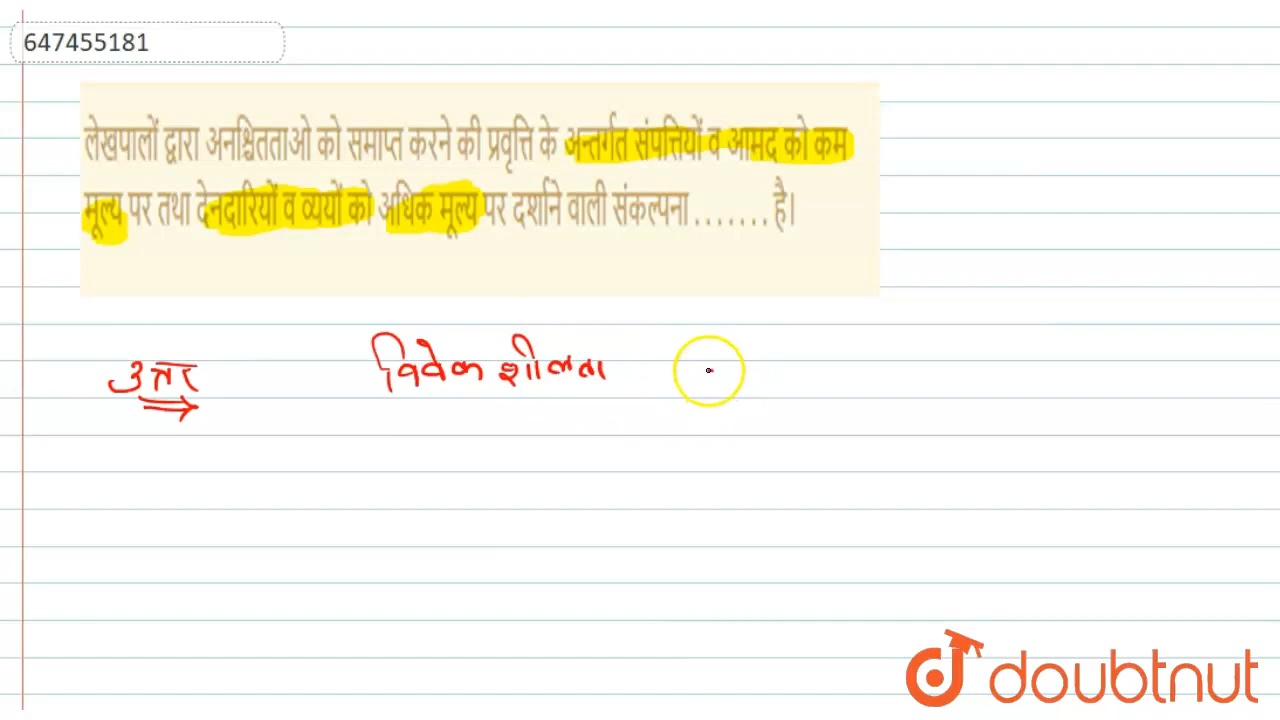 647455181
लेखपालों द्वारा अनश्चितताओ को समाप्त करने की प्रवृत्ति के अन्तर्गत संपत्तियों व आमद को कम
मूल्य पर तथा देनदारियों व व्ययों को अधिक मूल्य पर दर्शाने वाली संकल्पना ....... है।
उत्तर विवेकशीलता
doubtnut